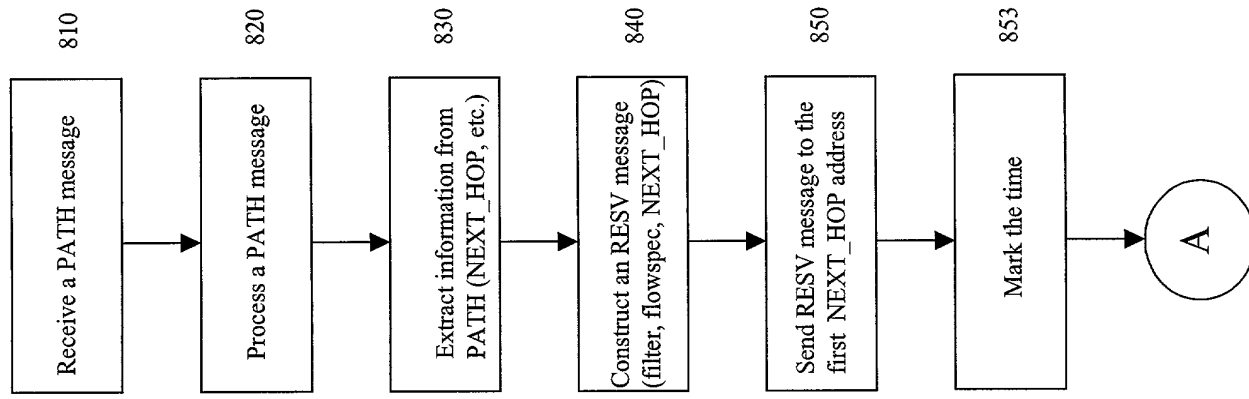 810
Receive a PATH message
820
Process a PATH message
830
Extract information from
PATH (NEXT_HOP, etc.)
840
Construct an RESV message
(filter, flowspec, NEXT_HOP)
850
Send RESV message to the
first NEXT_HOP address
853
Mark the time
A